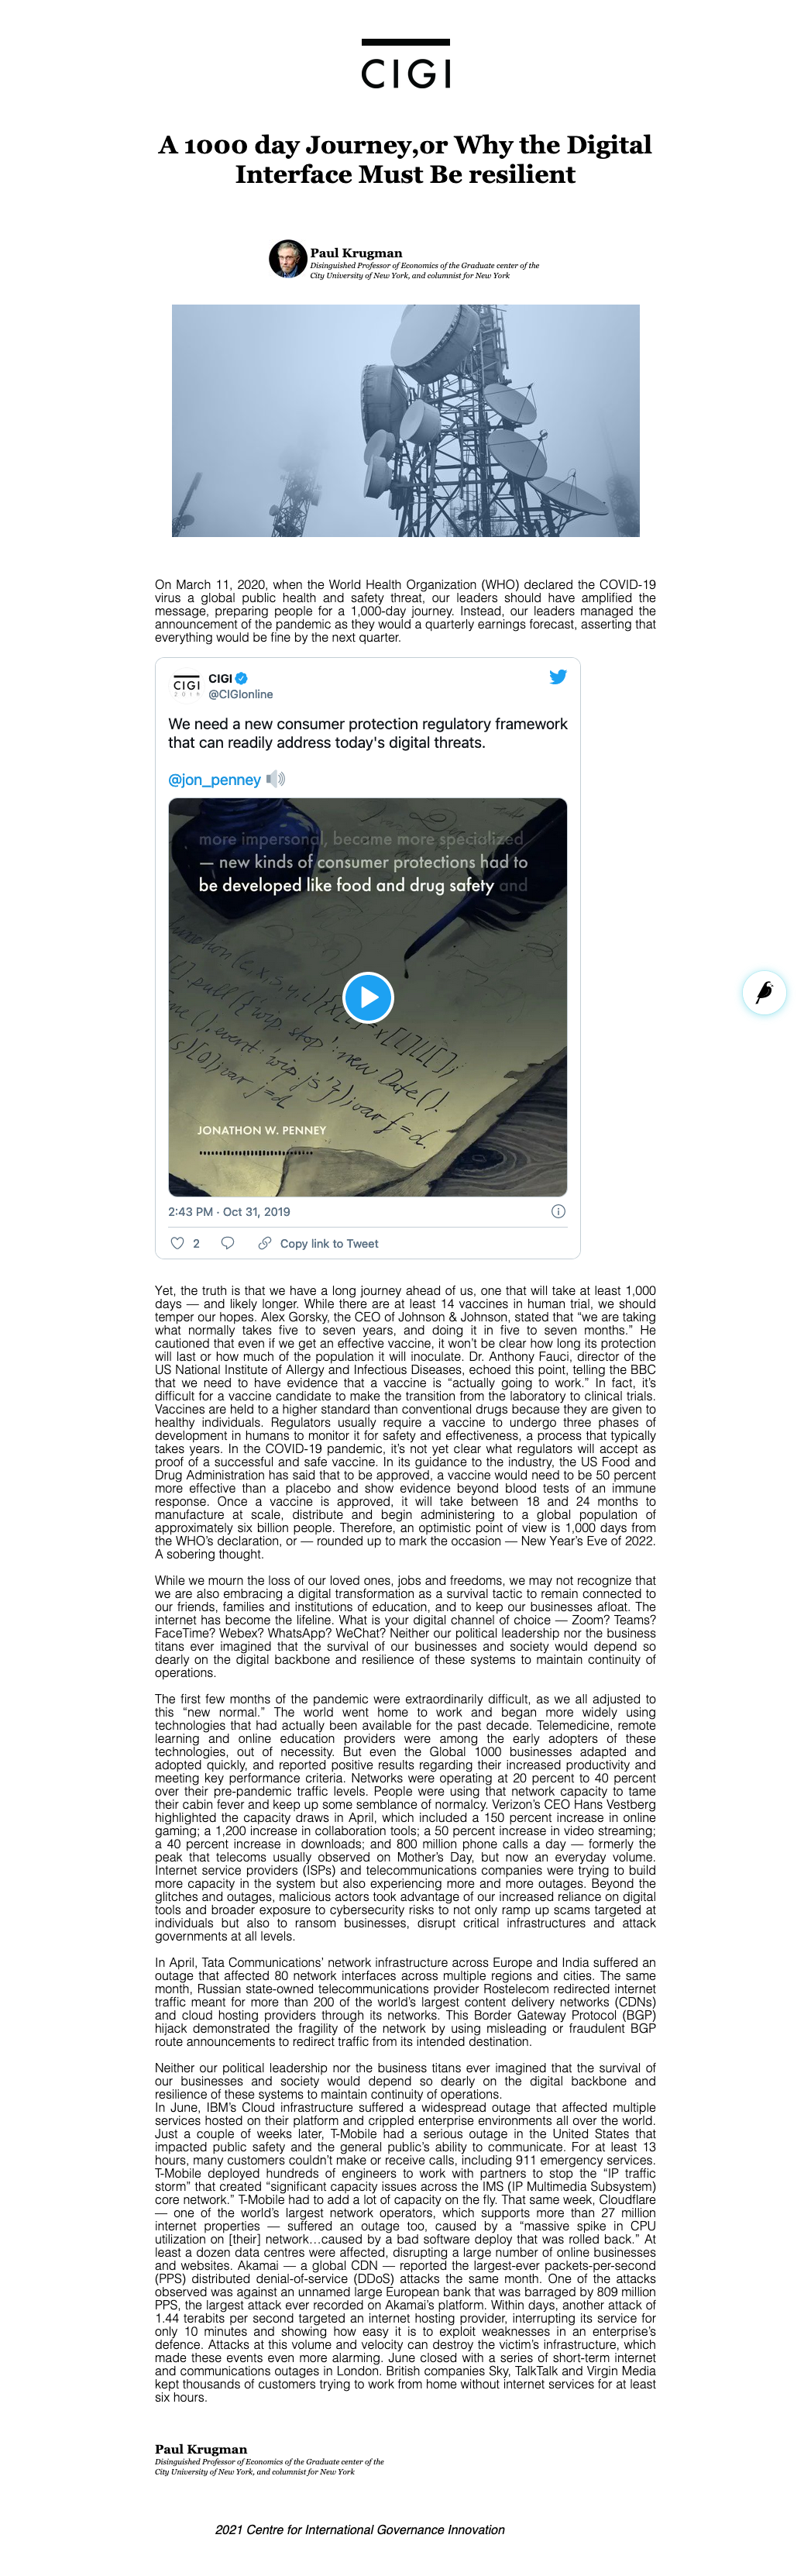 CIGI
A 1000 day Journey,or Why the Digital
Interface Must Be resilient
Paul Krugman
Disinguished Professor of Economics of the Graduate center of the
City University of New York, and columnist for New York
On March 11, 2020, when the World Health Organization (WHO) declared the COVID-19
virus a global public health and safety threat, our leaders should have amplified the
message, preparing people for a 1,000-day journey. Instead, our leaders managed the
announcement of the pandemic as they would a quarterly earnings forecast, asserting that
everything would be fine by the next quarter.
CIGI
2019
CIGI
@CIGIonline
We need a new consumer protection regulatory framework
that can readily address today's digital threats.
@jon_penney
more impersonal, became more specialized
— new kinds of consumer protections had to
be developed like food and drug safety and
JONATHON W. PENNEY
2:43 PM · Oct 31, 2019
2 Copy link to Tweet
Yet, the truth is that we have a long journey ahead of us, one that will take at least 1,000
days — and likely longer. While there are at least 14 vaccines in human trial, we should
temper our hopes. Alex Gorsky, the CEO of Johnson & Johnson, stated that “we are taking
what normally takes five to seven years, and doing it in five to seven months.” He
cautioned that even if we get an effective vaccine, it won’t be clear how long its protection
will last or how much of the population it will inoculate. Dr. Anthony Fauci, director of the
US National Institute of Allergy and Infectious Diseases, echoed this point, telling the BBC
that we need to have evidence that a vaccine is “actually going to work.” In fact, it’s
difficult for a vaccine candidate to make the transition from the laboratory to clinical trials.
Vaccines are held to a higher standard than conventional drugs because they are given to
healthy individuals. Regulators usually require a vaccine to undergo three phases of
development in humans to monitor it for safety and effectiveness, a process that typically
takes years. In the COVID-19 pandemic, it’s not yet clear what regulators will accept as
proof of a successful and safe vaccine. In its guidance to the industry, the US Food and
Drug Administration has said that to be approved, a vaccine would need to be 50 percent
more effective than a placebo and show evidence beyond blood tests of an immune
response. Once a vaccine is approved, it will take between 18 and 24 months to
manufacture at scale, distribute and begin administering to a global population of
approximately six billion people. Therefore, an optimistic point of view is 1,000 days from
the WHO’s declaration, or — rounded up to mark the occasion — New Year’s Eve of 2022.
A sobering thought.
While we mourn the loss of our loved ones, jobs and freedoms, we may not recognize that
we are also embracing a digital transformation as a survival tactic to remain connected to
our friends, families and institutions of education, and to keep our businesses afloat. The
internet has become the lifeline. What is your digital channel of choice — Zoom? Teams?
FaceTime? Webex? WhatsApp? WeChat? Neither our political leadership nor the business
titans ever imagined that the survival of our businesses and society would depend so
dearly on the digital backbone and resilience of these systems to maintain continuity of
operations.
The first few months of the pandemic were extraordinarily difficult, as we all adjusted to
this “new normal.” The world went home to work and began more widely using
technologies that had actually been available for the past decade. Telemedicine, remote
learning and online education providers were among the early adopters of these
technologies, out of necessity. But even the Global 1000 businesses adapted and
adopted quickly, and reported positive results regarding their increased productivity and
meeting key performance criteria. Networks were operating at 20 percent to 40 percent
over their pre-pandemic traffic levels. People were using that network capacity to tame
their cabin fever and keep up some semblance of normalcy. Verizon’s CEO Hans Vestberg
highlighted the capacity draws in April, which included a 150 percent increase in online
gaming; a 1,200 increase in collaboration tools; a 50 percent increase in video streaming;
a 40 percent increase in downloads; and 800 million phone calls a day — formerly the
peak that telecoms usually observed on Mother’s Day, but now an everyday volume.
Internet service providers (ISPs) and telecommunications companies were trying to build
more capacity in the system but also experiencing more and more outages. Beyond the
glitches and outages, malicious actors took advantage of our increased reliance on digital
tools and broader exposure to cybersecurity risks to not only ramp up scams targeted at
individuals but also to ransom businesses, disrupt critical infrastructures and attack
governments at all levels.
In April, Tata Communications’ network infrastructure across Europe and India suffered an
outage that affected 80 network interfaces across multiple regions and cities. The same
month, Russian state-owned telecommunications provider Rostelecom redirected internet
traffic meant for more than 200 of the world’s largest content delivery networks (CDNs)
and cloud hosting providers through its networks. This Border Gateway Protocol (BGP)
hijack demonstrated the fragility of the network by using misleading or fraudulent BGP
route announcements to redirect traffic from its intended destination.
Neither our political leadership nor the business titans ever imagined that the survival of
our businesses and society would depend so dearly on the digital backbone and
resilience of these systems to maintain continuity of operations.
In June, IBM’s Cloud infrastructure suffered a widespread outage that affected multiple
services hosted on their platform and crippled enterprise environments all over the world.
Just a couple of weeks later, T-Mobile had a serious outage in the United States that
impacted public safety and the general public’s ability to communicate. For at least 13
hours, many customers couldn’t make or receive calls, including 911 emergency services.
T-Mobile deployed hundreds of engineers to work with partners to stop the “IP traffic
storm” that created “significant capacity issues across the IMS (IP Multimedia Subsystem)
core network.” T-Mobile had to add a lot of capacity on the fly. That same week, Cloudflare
— one of the world’s largest network operators, which supports more than 27 million
internet properties — suffered an outage too, caused by a “massive spike in CPU
utilization on [their] network…caused by a bad software deploy that was rolled back.” At
least a dozen data centres were affected, disrupting a large number of online businesses
and websites. Akamai — a global CDN — reported the largest-ever packets-per-second
(PPS) distributed denial-of-service (DDoS) attacks the same month. One of the attacks
observed was against an unnamed large European bank that was barraged by 809 million
PPS, the largest attack ever recorded on Akamai’s platform. Within days, another attack of
1.44 terabits per second targeted an internet hosting provider, interrupting its service for
only 10 minutes and showing how easy it is to exploit weaknesses in an enterprise’s
defence. Attacks at this volume and velocity can destroy the victim’s infrastructure, which
made these events even more alarming. June closed with a series of short-term internet
and communications outages in London. British companies Sky, TalkTalk and Virgin Media
kept thousands of customers trying to work from home without internet services for at least
six hours.
Paul Krugman
Disinguished Professor of Economics of the Graduate center of the
City University of New York, and columnist for New York
2021 Centre for International Governance Innovation